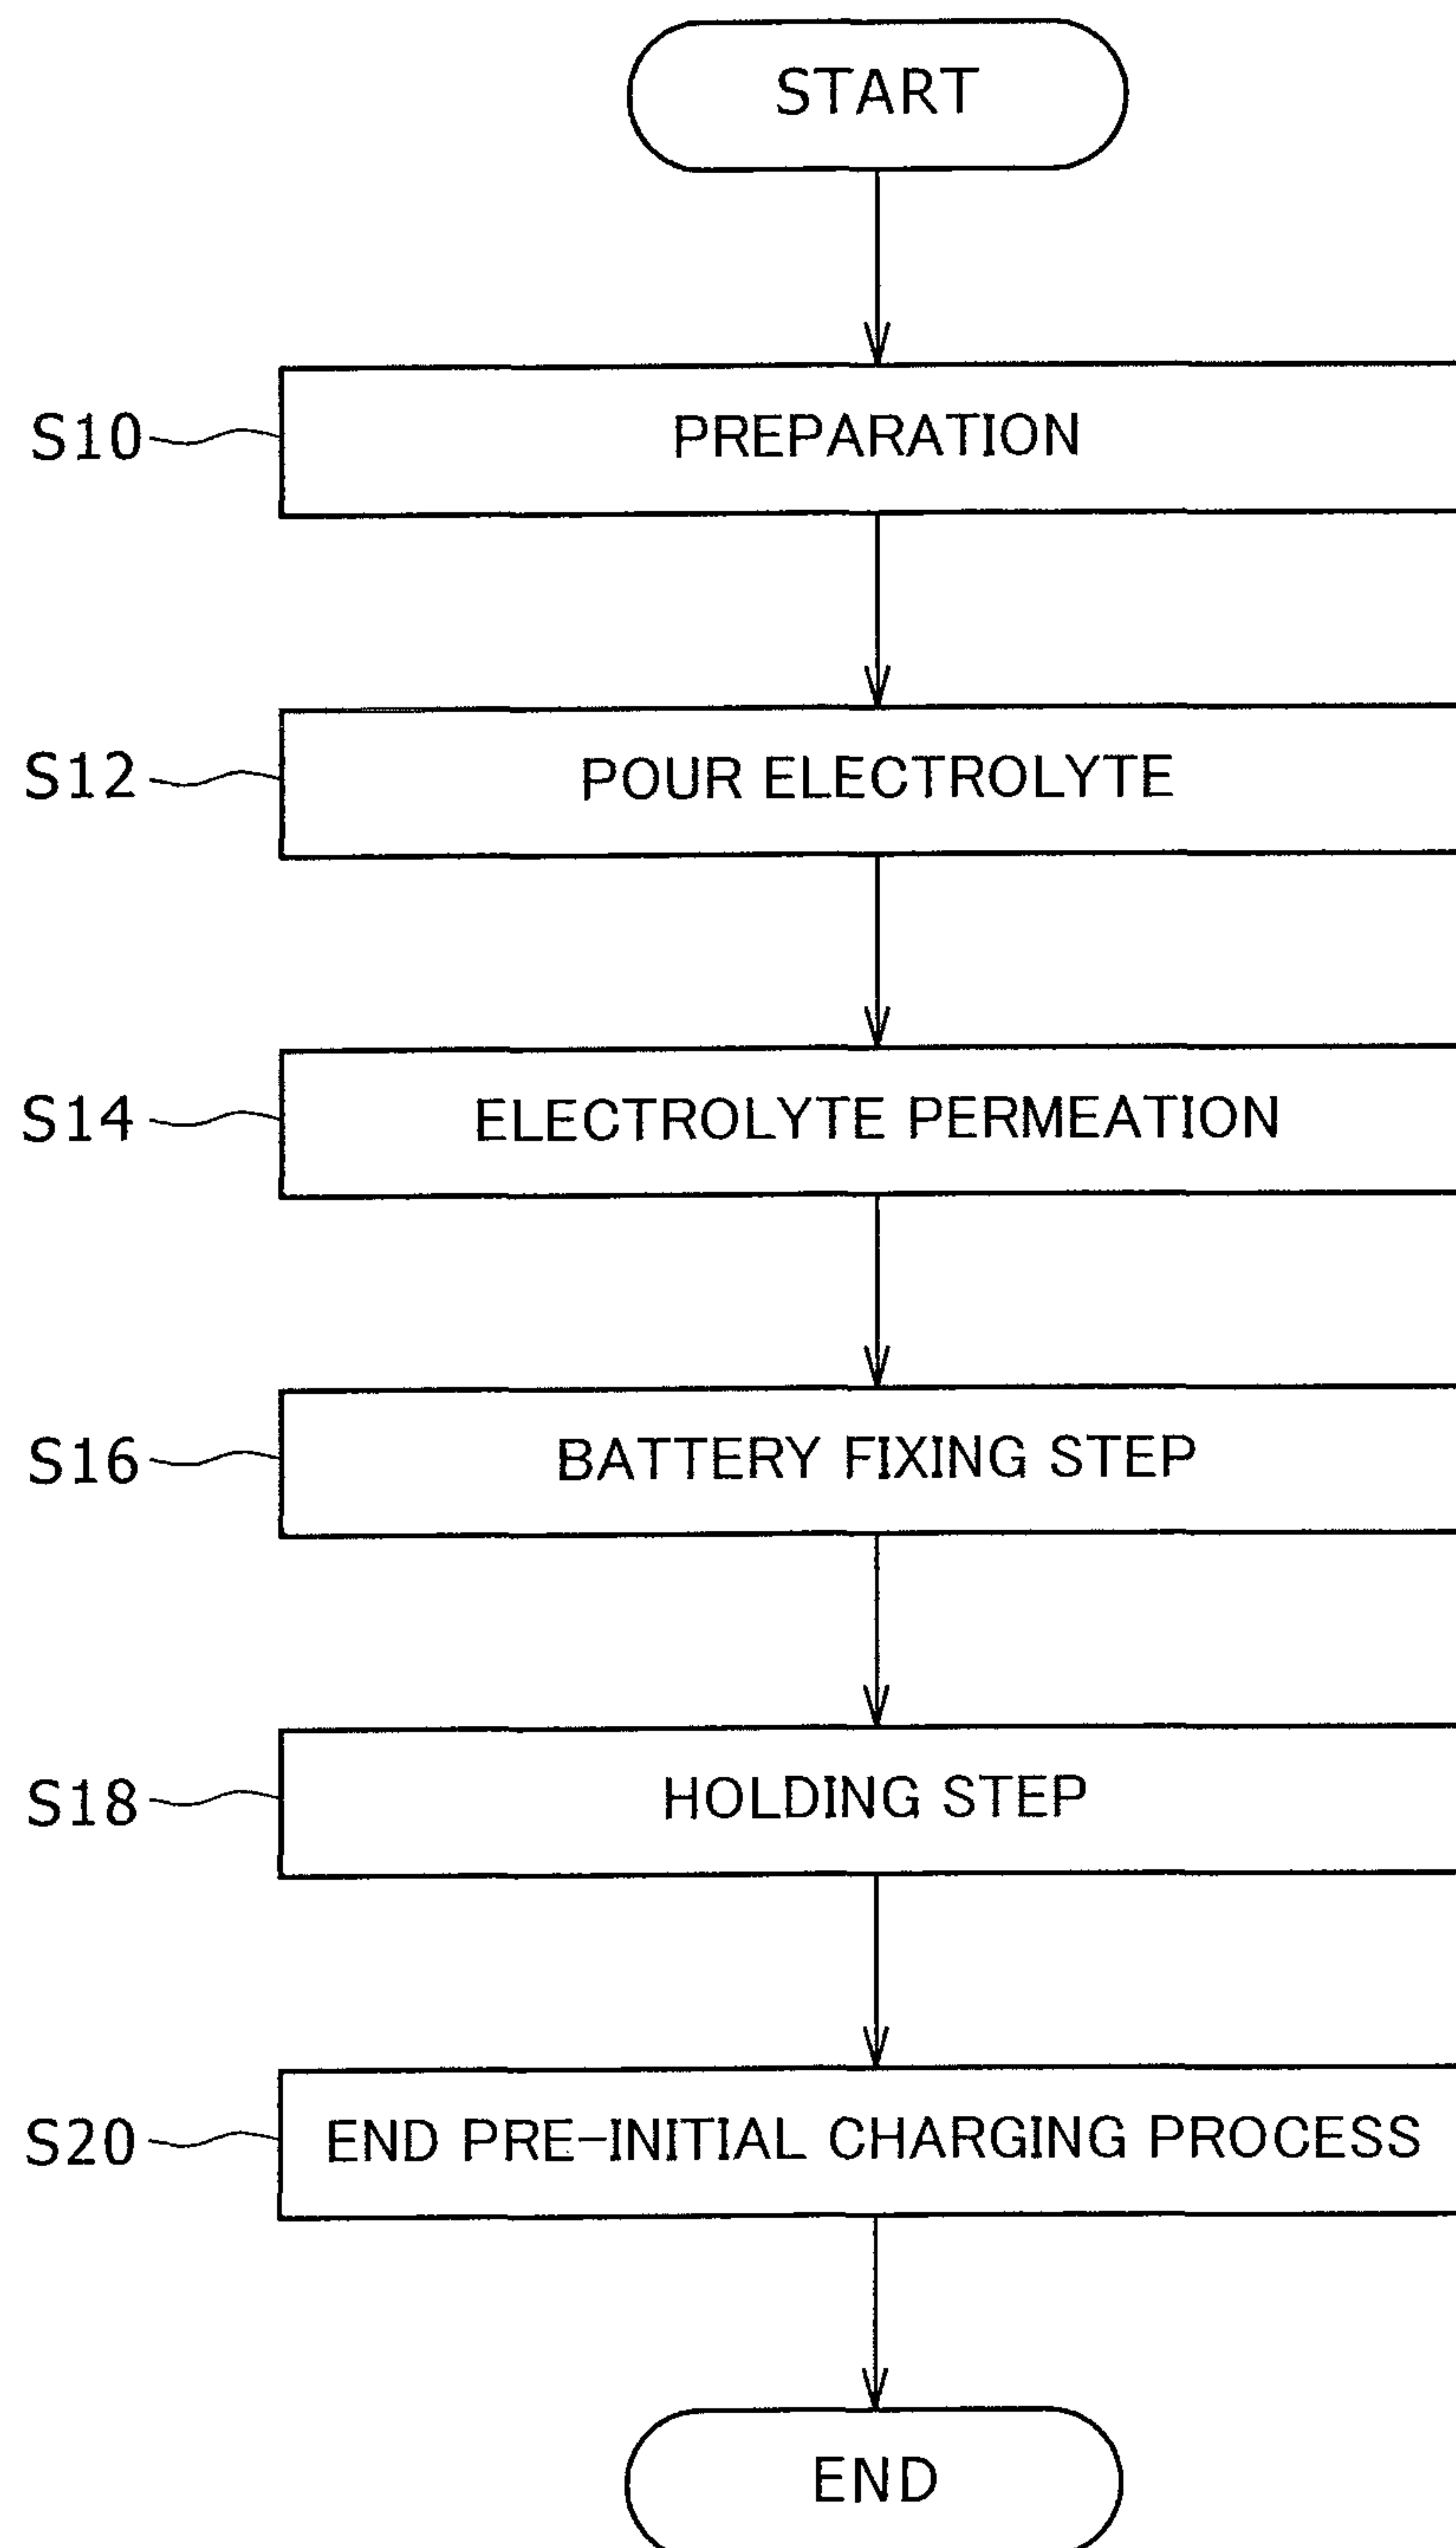 START
S10 PREPARATION
S12 POUR ELECTROLYTE
S14 ELECTROLYTE PERMEATION
S16 BATTERY FIXING STEP
S18 HOLDING STEP
S20 END PRE-INITIAL CHARGING PROCESS
END